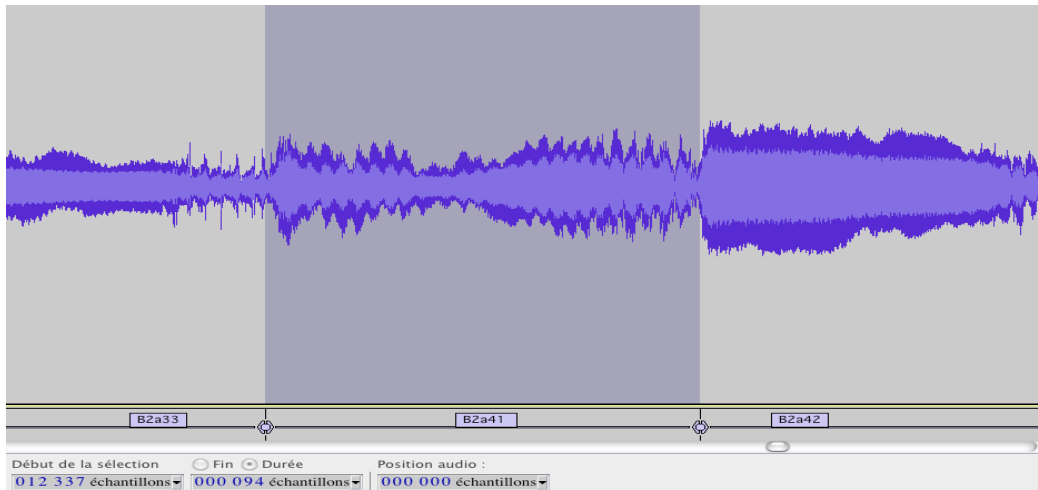 B2a33 B2a41 B2a42
Début de la sélection Fin Durée Position audio :
012 337 échantillons 000 094 échantillons 000 000 échantillons